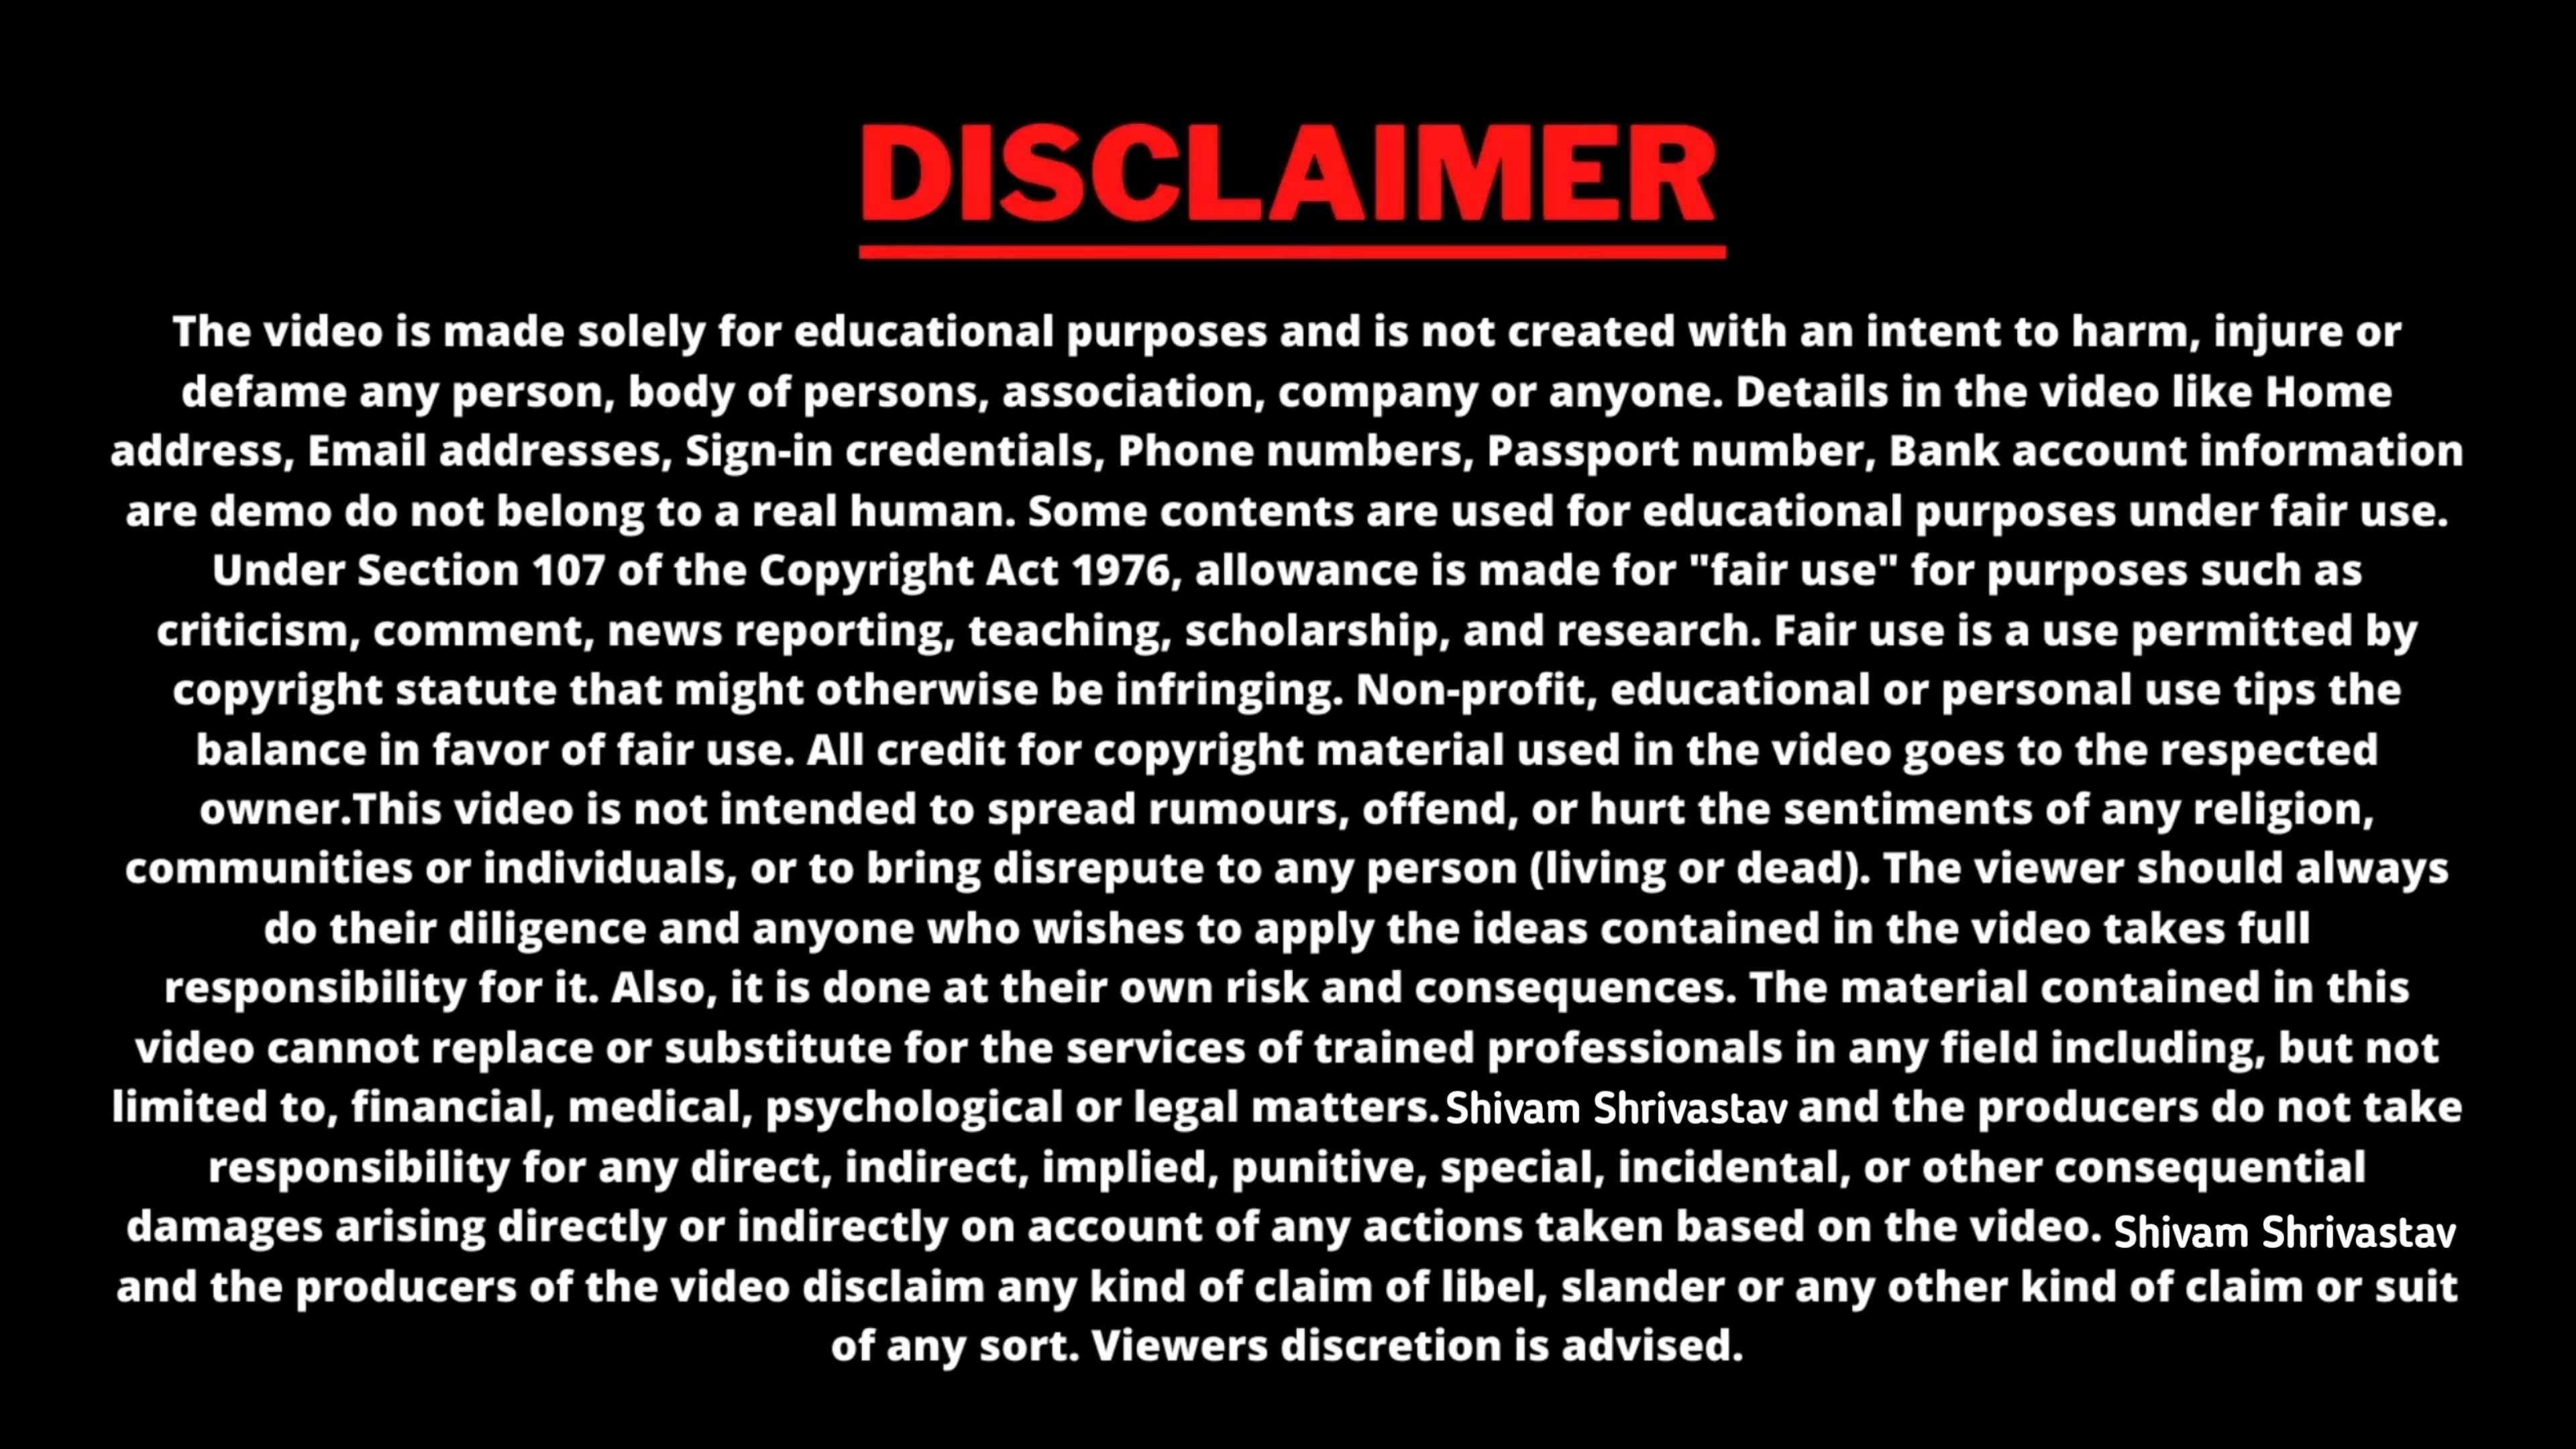 DISCLAIMER
The video is made solely for educational purposes and is not created with an intent to harm, injure or
defame any person, body of persons, association, company or anyone. Details in the video like Home
address, Email addresses, Sign-in credentials, Phone numbers, Passport number, Bank account information
are demo do not belong to a real human. Some contents are used for educational purposes under fair use.
Under Section 107 of the Copyright Act 1976, allowance is made for "fair use" for purposes such as
criticism, comment, news reporting, teaching, scholarship, and research. Fair use is a use permitted by
copyright statute that might otherwise be infringing. Non-profit, educational or personal use tips the
balance in favor of fair use. All credit for copyright material used in the video goes to the respected
owner.This video is not intended to spread rumours, offend, or hurt the sentiments of any religion,
communities or individuals, or to bring disrepute to any person (living or dead). The viewer should always
do their diligence and anyone who wishes to apply the ideas contained in the video takes full
responsibility for it. Also, it is done at their own risk and consequences. The material contained in this
video cannot replace or substitute for the services of trained professionals in any field including, but not
limited to, financial, medical, psychological or legal matters. Shivam Shrivastav and the producers do not take
responsibility for any direct, indirect, implied, punitive, special, incidental, or other consequential
damages arising directly or indirectly on account of any actions taken based on the video. Shivam Shrivastav
and the producers of the video disclaim any kind of claim of libel, slander or any other kind of claim or suit
of any sort. Viewers discretion is advised.